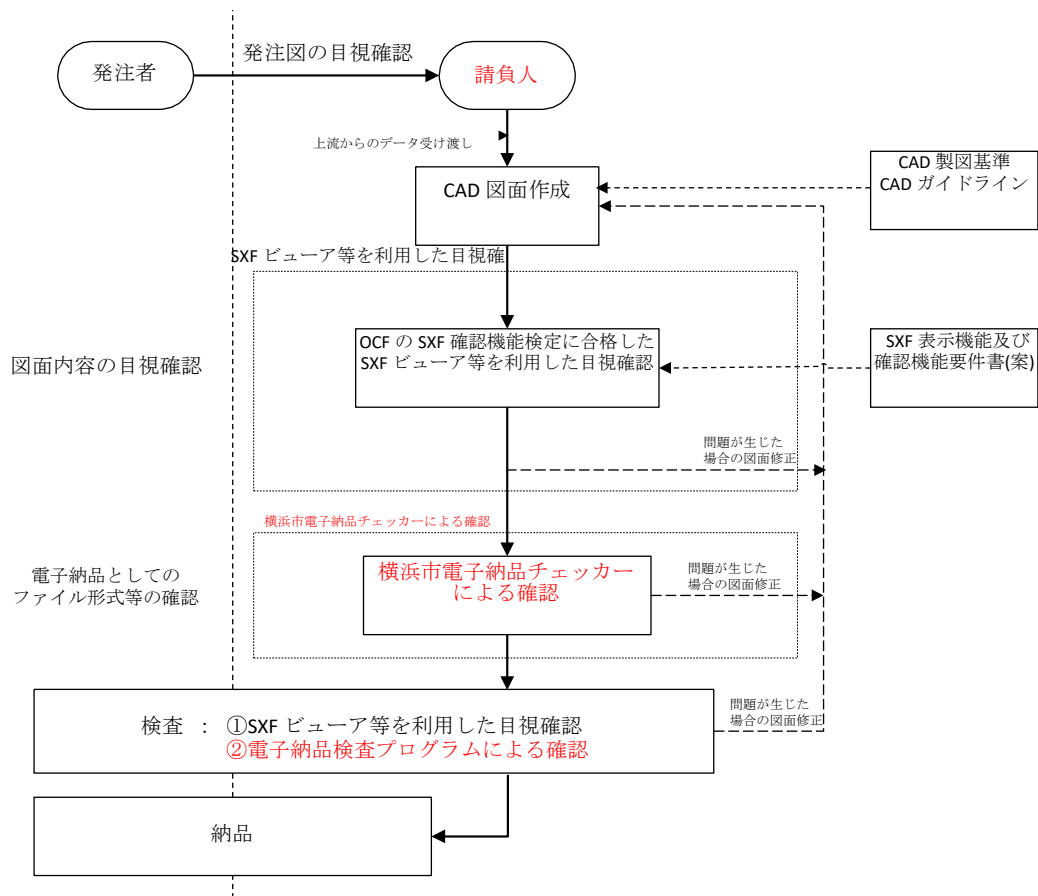 発注者
発注図の目視確認
請負人
上流からのデータ受け渡し
CAD 図面作成
CAD 製図基準
CAD ガイドライン
SXF ビューア等を利用した目視確
図面内容の目視確認
OCF の SXF 確認機能検定に合格した
SXF ビューア等を利用した目視確認
SXF 表示機能及び
確認機能要件書(案)
問題が生じた
場合の図面修正
横浜市電子納品チェッカーによる確認
電子納品としての
ファイル形式等の確認
横浜市電子納品チェッカー
による確認
問題が生じた
場合の図面修正
検査 : ①SXF ビューア等を利用した目視確認
②電子納品検査プログラムによる確認
問題が生じた
場合の図面修正
納品